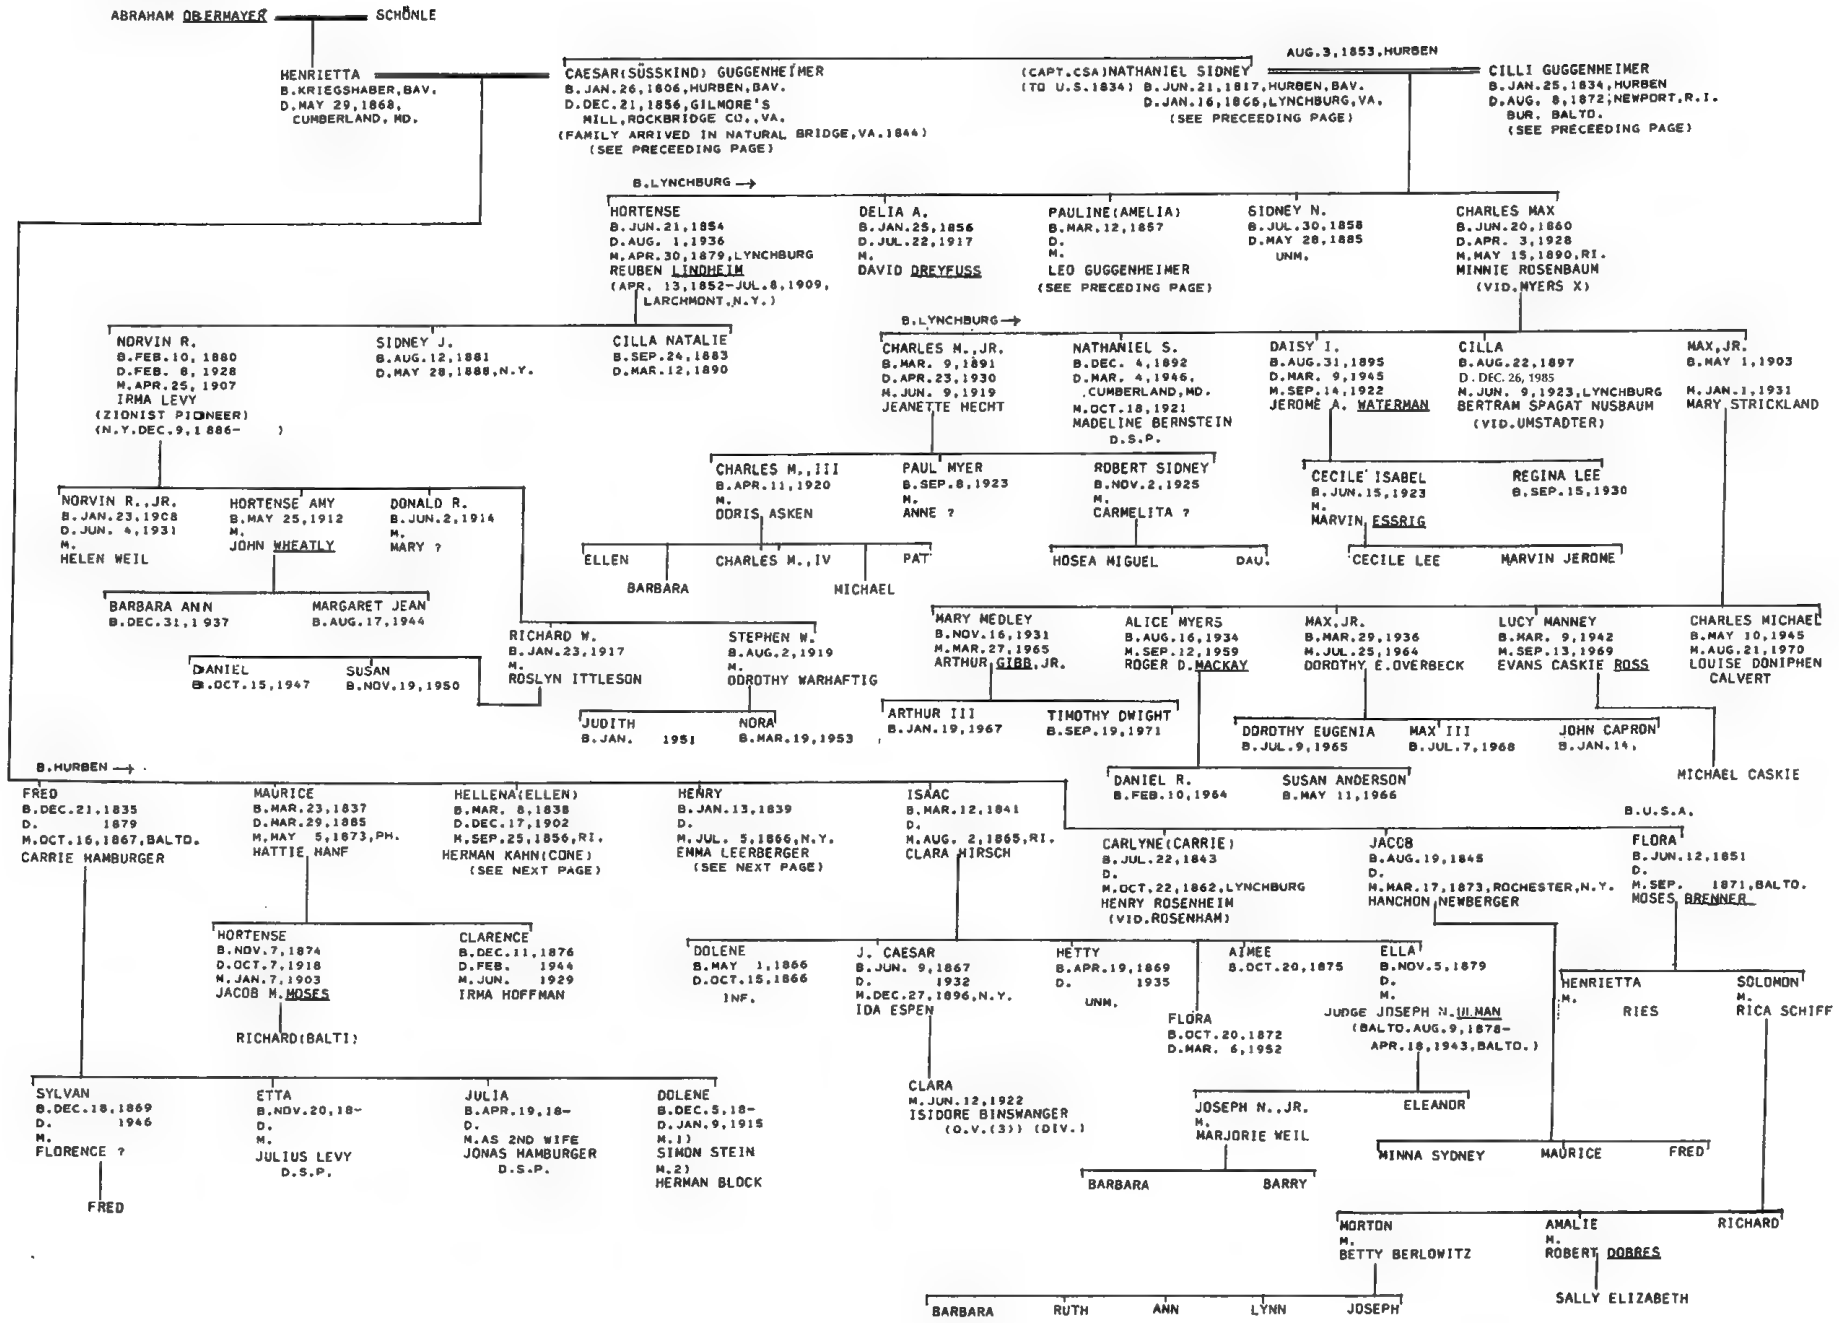 ABRAHAM OBERMAYER
SCHÖNLE
HENRIETTA
B.KRIEGSHABER,BAV.
D.MAY 29,1868,
CUMBERLAND, MD.
CAESAR(SÜSSKIND) GUGGENHEIMER
B.JAN.26,1806,HURBEN,BAV.
D.DEC.21,1856,GILMORE'S
MILL,ROCKBRIDGE CO.,VA.
(FAMILY ARRIVED IN NATURAL BRIDGE,VA.1844)
(SEE PRECEEDING PAGE)
AUG.3,1853,HURBEN
(CAPT.CSA)NATHANIEL SIDNEY
(TO U.S.1834) B.JUN.21,1817,HURBEN,BAV.
D.JAN.16,1866,LYNCHBURG,VA.
(SEE PRECEEDING PAGE)
CILLI GUGGENHEIMER
B.JAN.25,1834,HURBEN
D.AUG. 8,1872,NEWPORT,R.I.
BUR. BALTO.
(SEE PRECEEDING PAGE)
B.LYNCHBURG →
HORTENSE
B.JUN.21,1854
D.AUG. 1,1936
M.APR.30,1879,LYNCHBURG
REUBEN LINDHEIM
(APR. 13,1852-JUL.8,1909,
LARCHMONT,N.Y.)
DELIA A.
B.JAN.25,1856
D.JUL.22,1917
M.
DAVID DREYFUSS
PAULINE(AMELIA)
B.MAR.12,1857
D.
M.
LEO GUGGENHEIMER
(SEE PRECEDING PAGE)
SIDNEY N.
B.JUL.30,1858
D.MAY 28,1885
UNM.
CHARLES MAX
B.JUN.20,1860
D.APR. 3,1928
M.MAY 15,1890,RI.
MINNIE ROSENBAUM
(VID.MYERS X)
NORVIN R.
B.FEB.10, 1880
D.FEB. 8,1928
M.APR.25, 1907
IRMA LEVY
(ZIONIST PIONEER)
(N.Y.DEC.9,1886-     )
SIDNEY J.
B.AUG.12,1881
D.MAY 28,1888,N.Y.
CILLA NATALIE
B.SEP.24,1883
D.MAR.12,1890
B.LYNCHBURG →
CHARLES M.,JR.
B.MAR. 9,1891
D.APR.23,1930
M.JUN. 9,1919
JEANETTE HECHT
NATHANIEL S.
B.DEC. 4,1892
D.MAR. 4,1946,
CUMBERLAND,MD.
M.OCT.18,1921
MADELINE BERNSTEIN
D.S.P.
DAISY I.
B.AUG.31,1895
D.MAR. 9,1945
M.SEP.14,1922
JEROME A. WATERMAN
CILLA
B.AUG.22,1897
D. DEC. 26, 1985
M.JUN. 9,1923,LYNCHBURG
BERTRAM SPAGAT NUSBAUM
(VID.UMSTADTER)
MAX,JR.
B.MAY 1,1903
M.JAN.1,1931
MARY STRICKLAND
NORVIN R.,JR.
B.JAN.23,1908
D.JUN. 4,1931
M.
HELEN WEIL
HORTENSE AMY
B.MAY 25,1912
M.
JOHN WHEATLY
DONALD R.
B.JUN.2,1914
M.
MARY ?
CHARLES M.,III
B.APR.11,1920
M.
DORIS ASKEN
PAUL MYER
B.SEP.8,1923
M.
ANNE ?
ROBERT SIDNEY
B.NOV.2,1925
M.
CARMELITA ?
CECILE ISABEL
B.JUN.15,1923
M.
MARVIN ESSRIG
REGINA LEE
B.SEP.15,1930
ELLEN
BARBARA
CHARLES M.,IV
MICHAEL
PAT
HOSEA MIGUEL
DAU.
CECILE LEE
MARVIN JEROME
BARBARA ANN
B.DEC.31,1937
MARGARET JEAN
B.AUG.17,1944
RICHARD W.
B.JAN.23,1917
M.
ROSLYN ITTLESON
STEPHEN W.
B.AUG.2,1919
M.
DOROTHY WARHAFTIG
DANIEL
B.OCT.15,1947
SUSAN
B.NOV.19,1950
JUDITH
B.JAN.   1951
NORA
B.MAR.19,1953
MARY MEDLEY
B.NOV.16,1931
M.MAR.27,1965
ARTHUR GIBB,JR.
ALICE MYERS
B.AUG.16,1934
M.SEP.12,1959
ROGER D.MACKAY
MAX,JR.
B.MAR.29,1936
M.JUL.25,1964
DOROTHY E.OVERBECK
LUCY MANNEY
B.MAR. 9,1942
M.SEP.13,1969
EVANS CASKIE ROSS
CHARLES MICHAEL
B.MAY 10,1945
M.AUG.21,1970
LOUISE DONIPHEN
CALVERT
ARTHUR III
B.JAN.19,1967
TIMOTHY DWIGHT
B.SEP.19,1971
DOROTHY EUGENIA
B.JUL.9,1965
MAX III
B.JUL.7,1968
JOHN CAPRON
B.JAN.14,
DANIEL R.
B.FEB.10,1964
SUSAN ANDERSON
B.MAY 11,1966
MICHAEL CASKIE
B.HURBEN →
FRED
B.DEC.21,1835
D.       1879
M.OCT.16,1867,BALTO.
CARRIE HAMBURGER
MAURICE
B.MAR.23,1837
D.MAR.29,1885
M.MAY  5,1873,PH.
HATTIE HANF
HELLENA(ELLEN)
B.MAR. 8,1838
D.DEC.17,1902
M.SEP.25,1856,RI.
HERMAN KAHN(CONE)
(SEE NEXT PAGE)
HENRY
B.JAN.13,1839
D.
M.JUL. 5,1866,N.Y.
EMMA LEERBERGER
(SEE NEXT PAGE)
ISAAC
B.MAR.12,1841
D.
M.AUG. 2,1865,RI.
CLARA HIRSCH
B.U.S.A.
CARLYNE(CARRIE)
B.JUL.22,1843
D.
M.OCT.22,1862,LYNCHBURG
HENRY ROSENHEIM
(VID.ROSENHAM)
JACOB
B.AUG.19,1845
D.
M.MAR.17,1873,ROCHESTER,N.Y.
HANCHON NEWBERGER
FLORA
B.JUN.12,1851
D.
M.SEP.   1871,BALTO.
MOSES BRENNER
HORTENSE
B.NOV.7,1874
D.OCT.7,1918
M.JAN.7,1903
JACOB M.MOSES
CLARENCE
B.DEC.11,1876
D.FEB.   1944
M.JUN.   1929
IRMA HOFFMAN
RICHARD(BALTI)
DOLENE
B.MAY  1,1866
D.OCT.15,1866
INF.
J. CAESAR
B.JUN. 9,1867
D.       1932
M.DEC.27,1896,N.Y.
IDA ESPEN
HETTY
B.APR.19,1869
D.       1935
UNM.
FLORA
B.OCT.20,1872
D.MAR. 6,1952
AIMEE
B.OCT.20,1875
ELLA
B.NOV.5,1879
D.
M.
JUDGE JOSEPH N.ULMAN
(BALTO.AUG.9,1878-
APR.18,1943,BALTO.)
HENRIETTA
M.
RIES
SOLOMON
M.
RICA SCHIFF
SYLVAN
B.DEC.18,1869
D.       1946
M.
FLORENCE ?
ETTA
B.NOV.20,18-
D.
M.
JULIUS LEVY
D.S.P.
JULIA
B.APR.19,18-
D.
M.AS 2ND WIFE
JONAS HAMBURGER
D.S.P.
DOLENE
B.DEC.5,18-
D.JAN.9,1915
M.1)
SIMON STEIN
M.2)
HERMAN BLOCK
FRED
CLARA
M.JUN.12,1922
ISIDORE BINSWANGER
(Q.V.(3)) (DIV.)
JOSEPH N.,JR.
M.
MARJORIE WEIL
ELEANOR
BARBARA
BARRY
MINNA SYDNEY
MAURICE
FRED
MORTON
M.
BETTY BERLOWITZ
AMALIE
M.
ROBERT DOBRES
RICHARD
SALLY ELIZABETH
BARBARA
RUTH
ANN
LYNN
JOSEPH